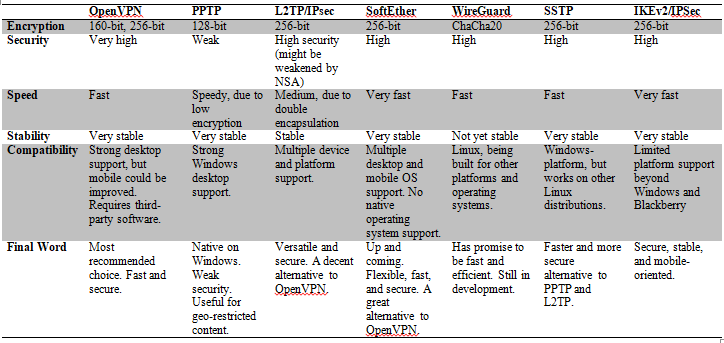 OpenVPN PPTP L2TP/IPsec SoftEther WireGuard SSTP IKEv2/IPSec
Encryption 160-bit, 256-bit 128-bit 256-bit 256-bit ChaCha20 256-bit 256-bit
Security Very high Weak High security High High High High
(might be
weakened by
NSA)
Speed Fast Speedy, due to Medium, due to Very fast Fast Fast Very fast
low double
encryption encapsulation
Stability Very stable Very stable Stable Very stable Not yet stable Very stable Very stable
Compatibility Strong desktop Strong Multiple device Multiple Linux, being Windows- Limited
support, but Windows and platform desktop and built for other platform, but platform support
mobile could be desktop support. mobile OS platforms and works on other beyond
improved. support. support. No operating Linux Windows and
Requires third- native systems. distributions. Blackberry
party software. operating
system support.
Final Word Most Native on Versatile and Up and Has promise to Faster and more Secure, stable,
recommended Windows. secure. A decent coming. be fast and secure and mobile-
choice. Fast and Weak alternative to Flexible, fast, efficient. Still in alternative to oriented.
secure. security. OpenVPN. and secure. A development. PPTP and
Useful for great L2TP.
geo-restricted alternative to
content. OpenVPN.